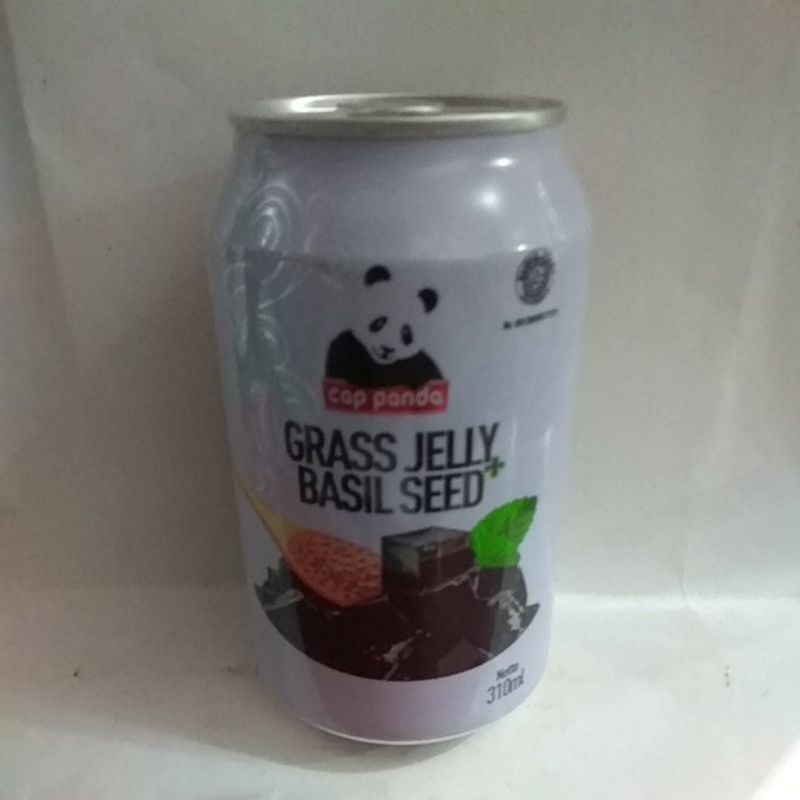 cap panda
GRASS JELLY
+
BASIL SEED
Netto
310ml